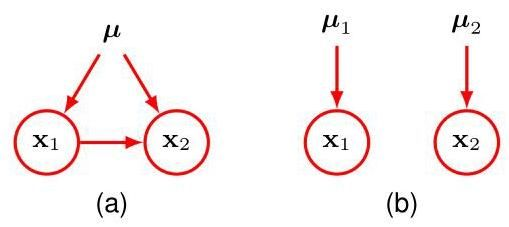 μ
x₁ x₂
(a)
μ₁ μ₂
x₁ x₂
(b)